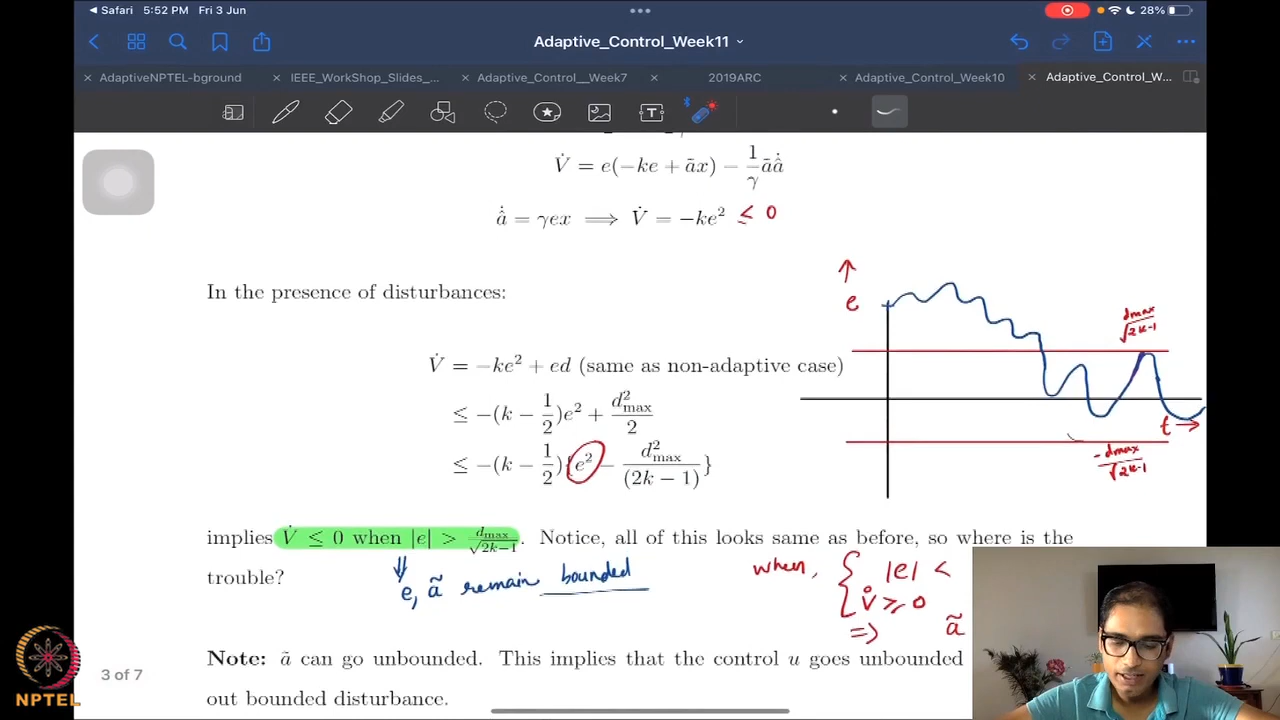 Safari 5:52 PM Fri 3 Jun
28%
Adaptive_Control_Week11
AdaptiveNPTEL-bground
IEEE_WorkShop_Slides_...
Adaptive_Control__Week7
2019ARC
Adaptive_Control_Week10
Adaptive_Control_W...
V̇ = e(−ke + ãx) − 1/γ ãâ̇
â̇ = γex ⟹ V̇ = −ke² ≤ 0
In the presence of disturbances:
e
dmax/√2k-1
V̇ = −ke² + ed (same as non-adaptive case)
≤ −(k − 1/2)e² + d²max/2
t
≤ −(k − 1/2){e² − d²max/(2k − 1)}
-dmax/√2k-1
implies V̇ ≤ 0 when |e| > dmax/√2k−1. Notice, all of this looks same as before, so where is the
trouble?
e, ã remain bounded
when, { |e| <
V̇ ≥ 0
⇒ ã
Note: ã can go unbounded. This implies that the control u goes unbounded
out bounded disturbance.
3 of 7
NPTEL